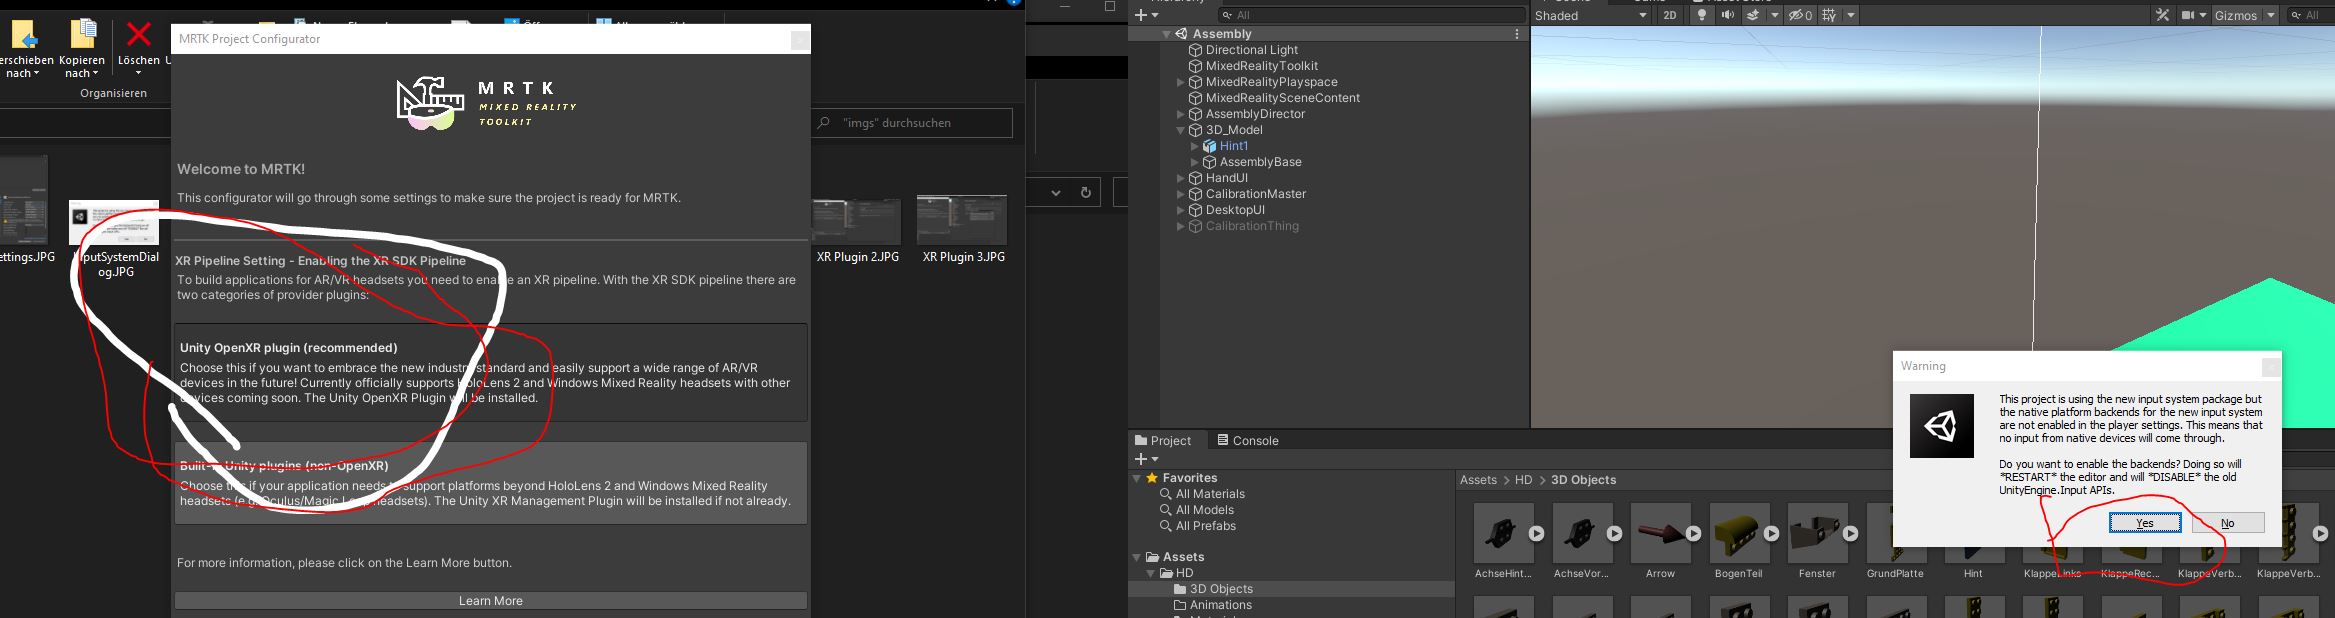 erschieben
nach
Kopieren
nach
Löschen
Organisieren
MRTK Project Configurator
MRTK
MIXED REALITY
TOOLKIT
"imgs" durchsuchen
Welcome to MRTK!
This configurator will go through some settings to make sure the project is ready for MRTK.
ettings.JPG
InputSystemDial
og.JPG
XR Plugin 2.JPG
XR Plugin 3.JPG
XR Pipeline Setting - Enabling the XR SDK Pipeline
To build applications for AR/VR headsets you need to enable an XR pipeline. With the XR SDK pipeline there are
two categories of provider plugins:
Unity OpenXR plugin (recommended)
Choose this if you want to embrace the new industry standard and easily support a wide range of AR/VR
devices in the future! Currently officially supports HoloLens 2 and Windows Mixed Reality headsets with other
devices coming soon. The Unity OpenXR Plugin will be installed.
Built-in Unity plugins (non-OpenXR)
Choose this if your application needs to support platforms beyond HoloLens 2 and Windows Mixed Reality
headsets (e.g. Oculus/Magic Leap headsets). The Unity XR Management Plugin will be installed if not already.
For more information, please click on the Learn More button.
Learn More
All
Assembly
Directional Light
MixedRealityToolkit
MixedRealityPlayspace
MixedRealitySceneContent
AssemblyDirector
3D_Model
Hint1
AssemblyBase
HandUI
CalibrationMaster
DesktopUI
CalibrationThing
Shaded
2D
0
Gizmos
All
Project
Console
Favorites
All Materials
All Models
All Prefabs
Assets
HD
3D Objects
Animations
Assets > HD > 3D Objects
AchseHint...
AchseVor...
Arrow
BogenTeil
Fenster
GrundPlatte
Hint
KlappeLinks
KlappeRec...
KlappeVerb...
KlappeVerb...
Warning
This project is using the new input system package but
the native platform backends for the new input system
are not enabled in the player settings. This means that
no input from native devices will come through.
Do you want to enable the backends? Doing so will
*RESTART* the editor and will *DISABLE* the old
UnityEngine.Input APIs.
Yes
No